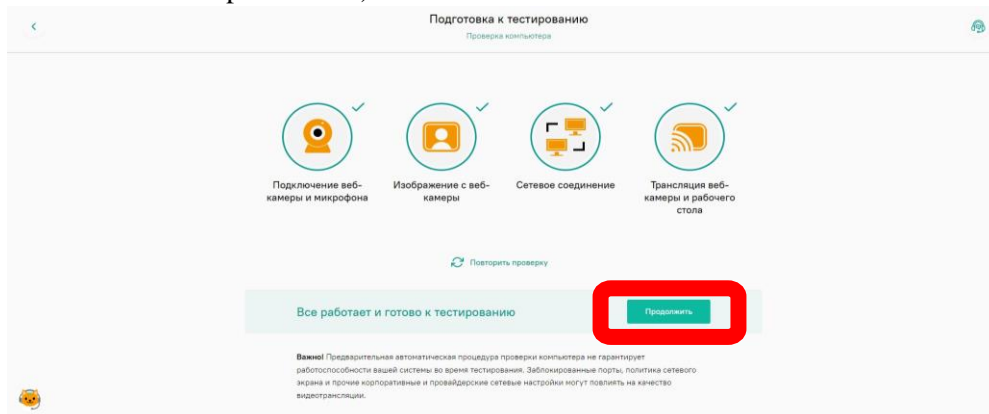 Подготовка к тестированию
Проверка компьютера
Подключение веб-
камеры и микрофона
Изображение с веб-
камеры
Сетевое соединение
Трансляция веб-
камеры и рабочего
стола
Повторить проверку
Все работает и готово к тестированию
Продолжить
Важно! Предварительная автоматическая процедура проверки компьютера не гарантирует
работоспособности вашей системы во время тестирования. Заблокированные порты, политика сетевого
экрана и прочие корпоративные и провайдерские сетевые настройки могут повлиять на качество
видеотрансляции.